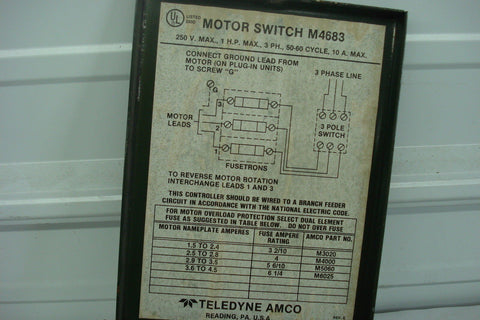 UL LISTED
MOTOR SWITCH M4683
250 V. MAX., 1 H.P. MAX., 3 PH., 50-60 CYCLE, 10 A. MAX.
CONNECT GROUND LEAD FROM
MOTOR (ON PLUG-IN UNITS)
TO SCREW "G"
3 PHASE LINE
G
3
MOTOR
LEADS
2
1
3 POLE
SWITCH
FUSETRONS
TO REVERSE MOTOR ROTATION
INTERCHANGE LEADS 1 AND 3
THIS CONTROLLER SHOULD BE WIRED TO A BRANCH FEEDER
CIRCUIT IN ACCORDANCE WITH THE NATIONAL ELECTRIC CODE.
FOR MOTOR OVERLOAD PROTECTION SELECT DUAL ELEMENT
FUSE AS SUGGESTED IN TABLE BELOW. DO NOT OVER FUSE
MOTOR NAMEPLATE AMPERES FUSE AMPERE RATING AMCO PART NO.
1.5 TO 2.4 3 2/10 M3020
2.5 TO 2.8 4 M4000
2.9 TO 3.5 5 6/10 M5060
3.6 TO 4.5 6 1/4 M6025
TELEDYNE AMCO
READING, PA. U.S.A